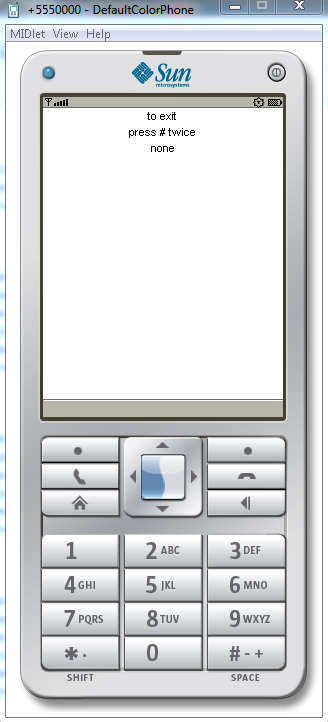 +5550000 - DefaultColorPhone
MIDlet View Help
Sun
microsystems
to exit
press # twice
none
1
2 ABC
3 DEF
4 GHI
5 JKL
6 MNO
7 PQRS
8 TUV
9 WXYZ
* .
0
# - +
SHIFT
SPACE